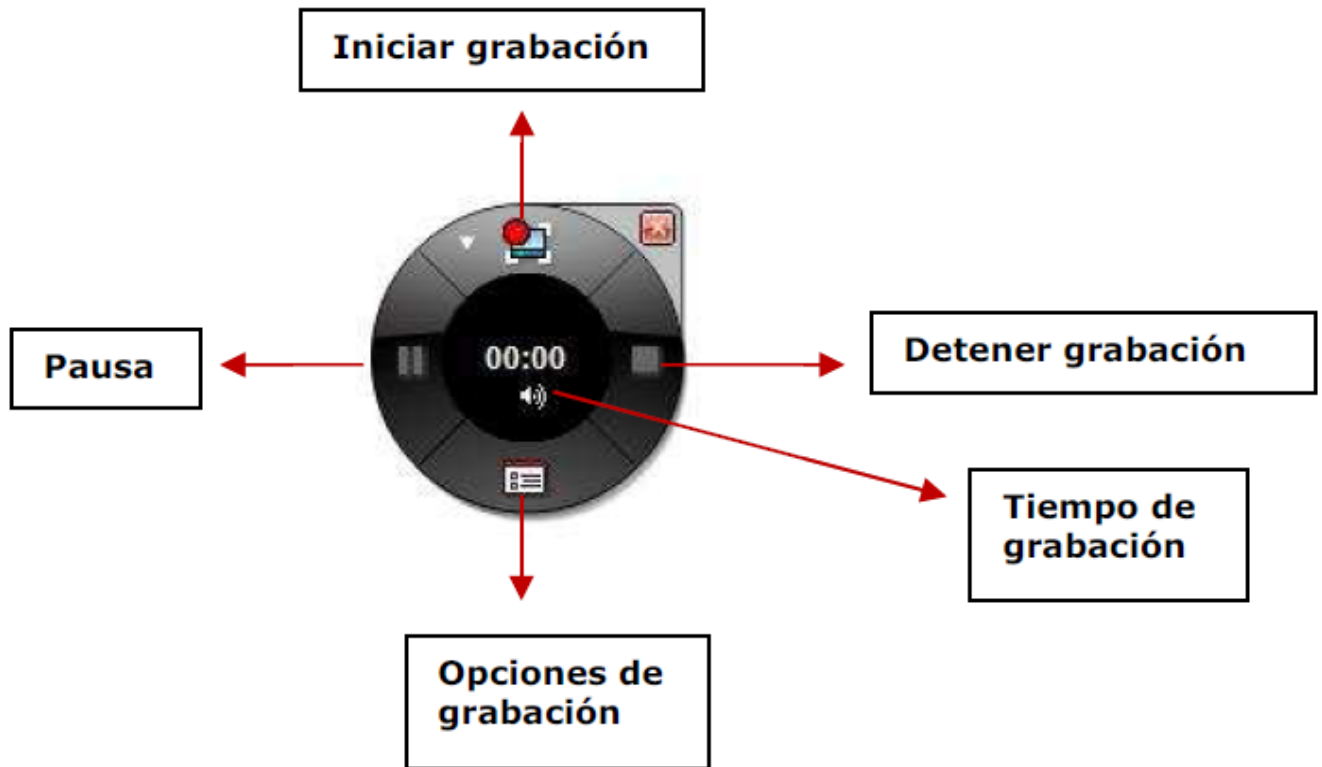 Iniciar grabación
Pausa
00:00
Detener grabación
Tiempo de
grabación
Opciones de
grabación